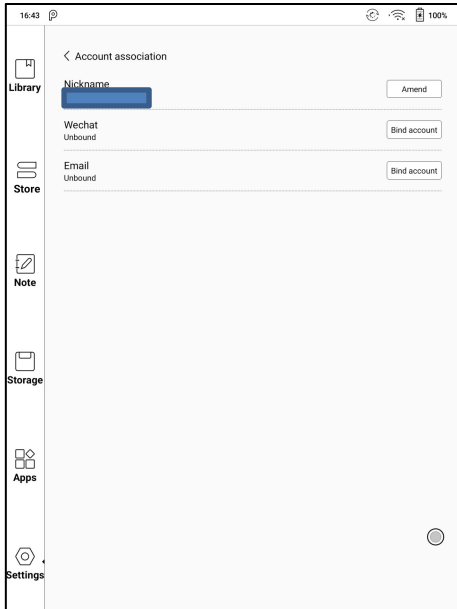 16:43
100%
Account association
Library
Nickname
Amend
Wechat
Unbound
Bind account
Store
Email
Unbound
Bind account
Note
Storage
Apps
Settings